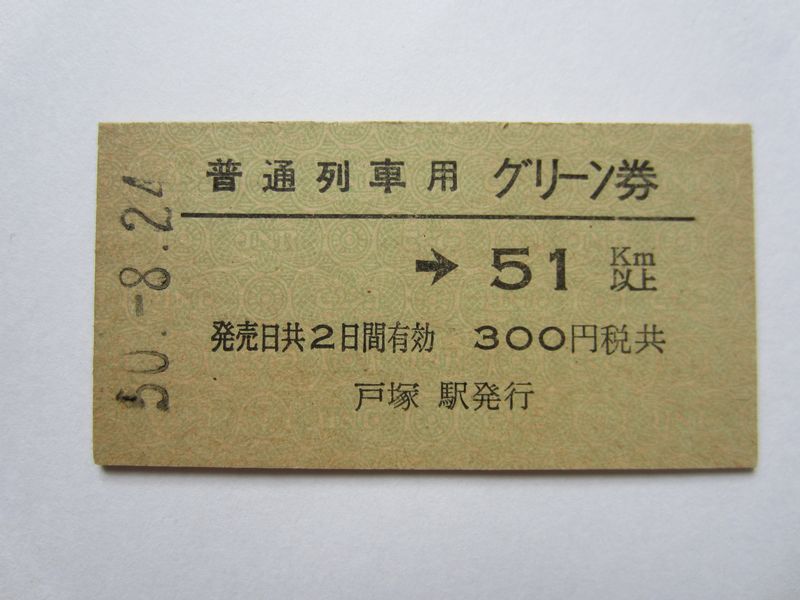 普通列車用 グリーン券
→ 51 Km以上
発売日共2日間有効 300円税共
戸塚 駅発行
50.-8.24